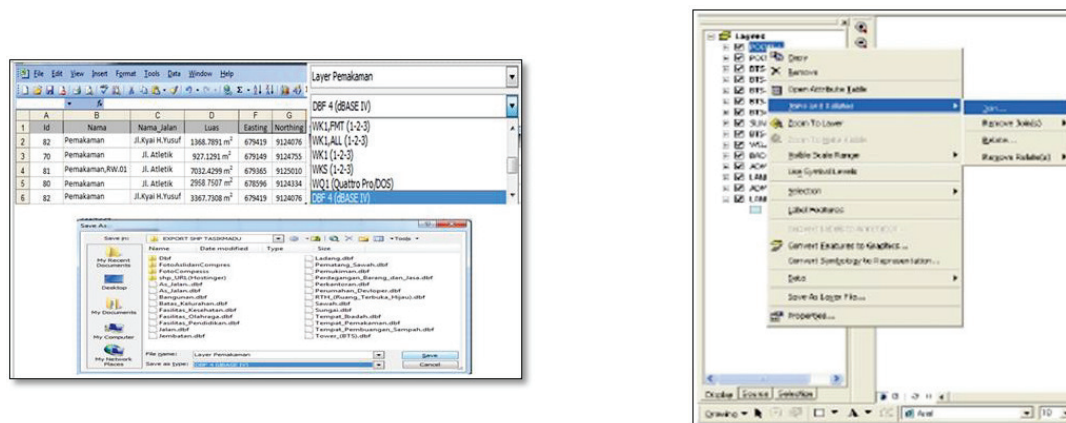 File Edit View Insert Format Tools Data Window Help
A B C D F G
1 Id Nama Nama_Jalan Luas Easting Northing
2 82 Pemakaman Jl.Kyai H.Yusuf 1368.7891 m² 679419 9124076
3 70 Pemakaman Jl. Atletik 927.1291 m² 679149 9124755
4 81 Pemakaman,RW.01 Jl. Atletik 7032.4299 m² 679365 9125010
5 80 Pemakaman Jl. Atletik 2958.7507 m² 678596 9124334
6 82 Pemakaman Jl.Kyai H.Yusuf 3367.7308 m² 679419 9124076
Layer Pemakaman
DBF 4 (dBASE IV)
WK1,FMT (1-2-3)
WK1,ALL (1-2-3)
WK1 (1-2-3)
WKS (1-2-3)
WQ1 (Quattro Pro/DOS)
DBF 4 (dBASE IV)
Save As
Save in: EXPORT SHP TASIKMADU Tools
Name Date modified Type Size
My Recent Documents
Desktop
My Documents
My Computer
My Network Places
Dbf
FotoAslidenCompres
FotoCompress
shp_URL(Hostinger)
As_Jalan.dbf
As_Jalan.dbf
Bangunan.dbf
Batas_Kelurahan.dbf
Fasilitas_Kesehatan.dbf
Fasilitas_Olahraga.dbf
Fasilitas_Pendidikan.dbf
Jalan.dbf
Jembatan.dbf
Ladang.dbf
Pematang_Sawah.dbf
Pemukiman.dbf
Perdagangan_Barang_dan_Jasa.dbf
Perkantoran.dbf
Perumahan_Devloper.dbf
RTH_(Ruang_Terbuka_Hijau).dbf
Sawah.dbf
Sungai.dbf
Tempat_Ibadah.dbf
Tempat_Pemakaman.dbf
Tempat_Pembuangan_Sampah.dbf
Tower_(BTS).dbf
File name: Layer Pemakaman Save
Save as type: DBF 4 (dBASE IV) Cancel
Layers
Copy
Remove
Open Attribute Table
Joins and Relates
Zoom To Layer
Visible Scale Range
Use Symbol Levels
Selection
Label Features
Convert Features to Graphics...
Convert Symbology to Representation...
Data
Save As Layer File...
Properties...
Join...
Remove Join(s)
Relate...
Remove Relate(s)
Display Source Selection
Drawing A Arial 10